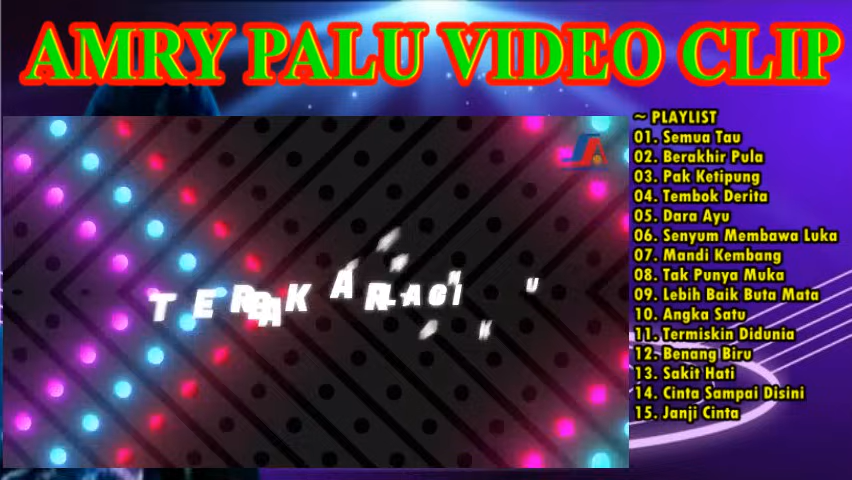 AMRY PALU VIDEO CLIP
~ PLAYLIST
01. Semua Tau
02. Berakhir Pula
03. Pak Ketipung
04. Tembok Derita
05. Dara Ayu
06. Senyum Membawa Luka
07. Mandi Kembang
08. Tak Punya Muka
09. Lebih Baik Buta Mata
10. Angka Satu
11. Termiskin Didunia
12. Benang Biru
13. Sakit Hati
14. Cinta Sampai Disini
15. Janji Cinta